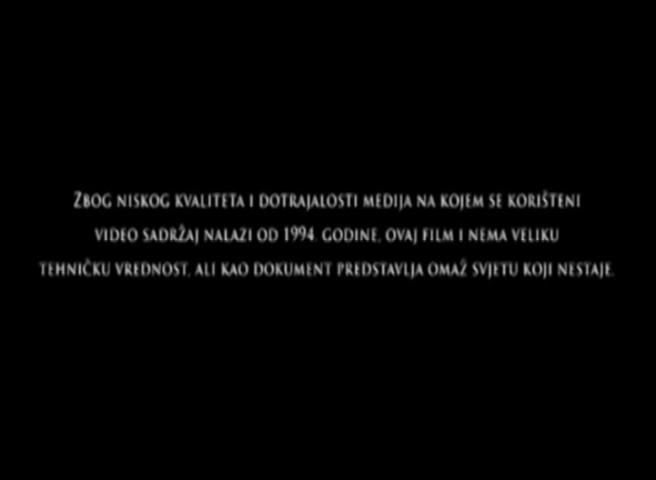 Zbog niskog kvaliteta i dotrajalosti medija na kojem se korišteni
video sadržaj nalazi od 1994. godine, ovaj film i nema veliku
tehničku vrednost, ali kao dokument predstavlja omaž svjetu koji nestaje.